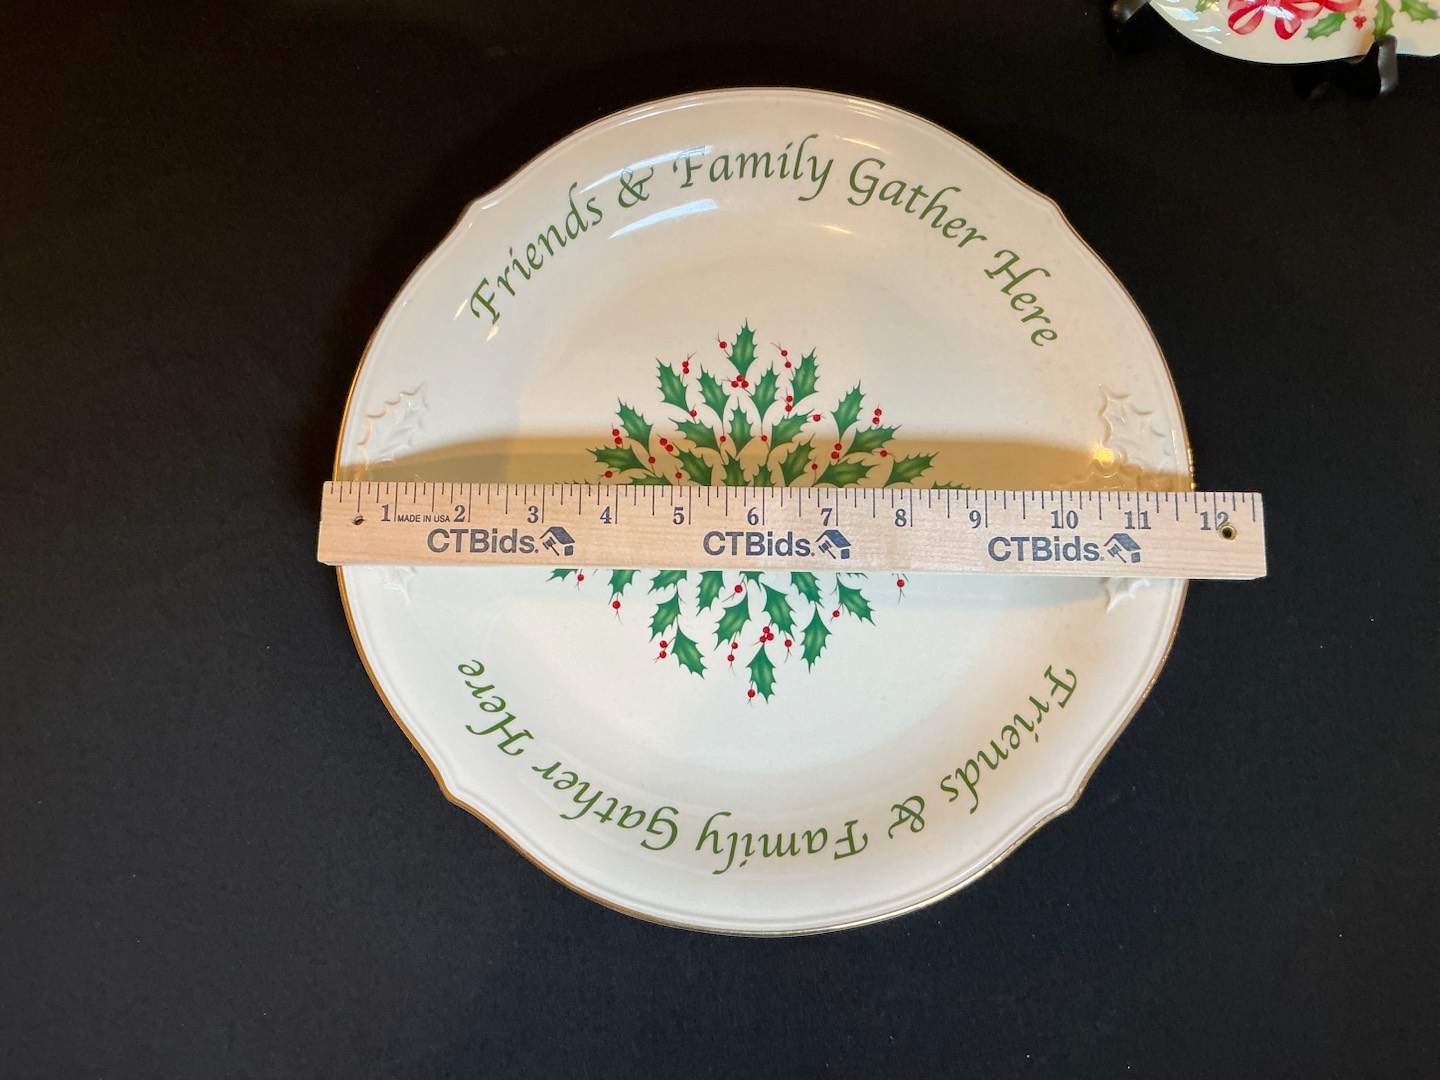 Friends & Family Gather Here
1 MADE IN USA 2 3 4 5 6 7 8 9 10 11 12
CTBids. CTBids. CTBids.
Friends & Family Gather Here